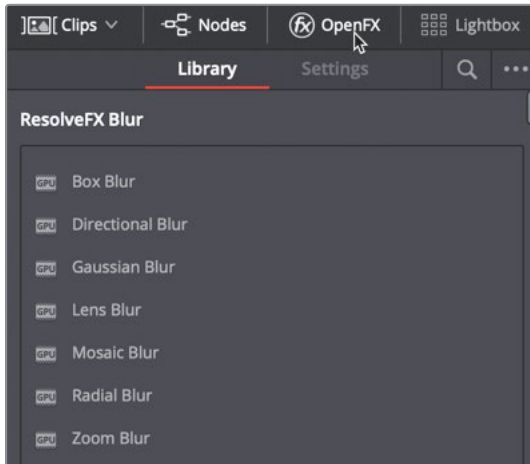 Clips Nodes fx OpenFX Lightbox
Library Settings
ResolveFX Blur
GPU Box Blur
GPU Directional Blur
GPU Gaussian Blur
GPU Lens Blur
GPU Mosaic Blur
GPU Radial Blur
GPU Zoom Blur